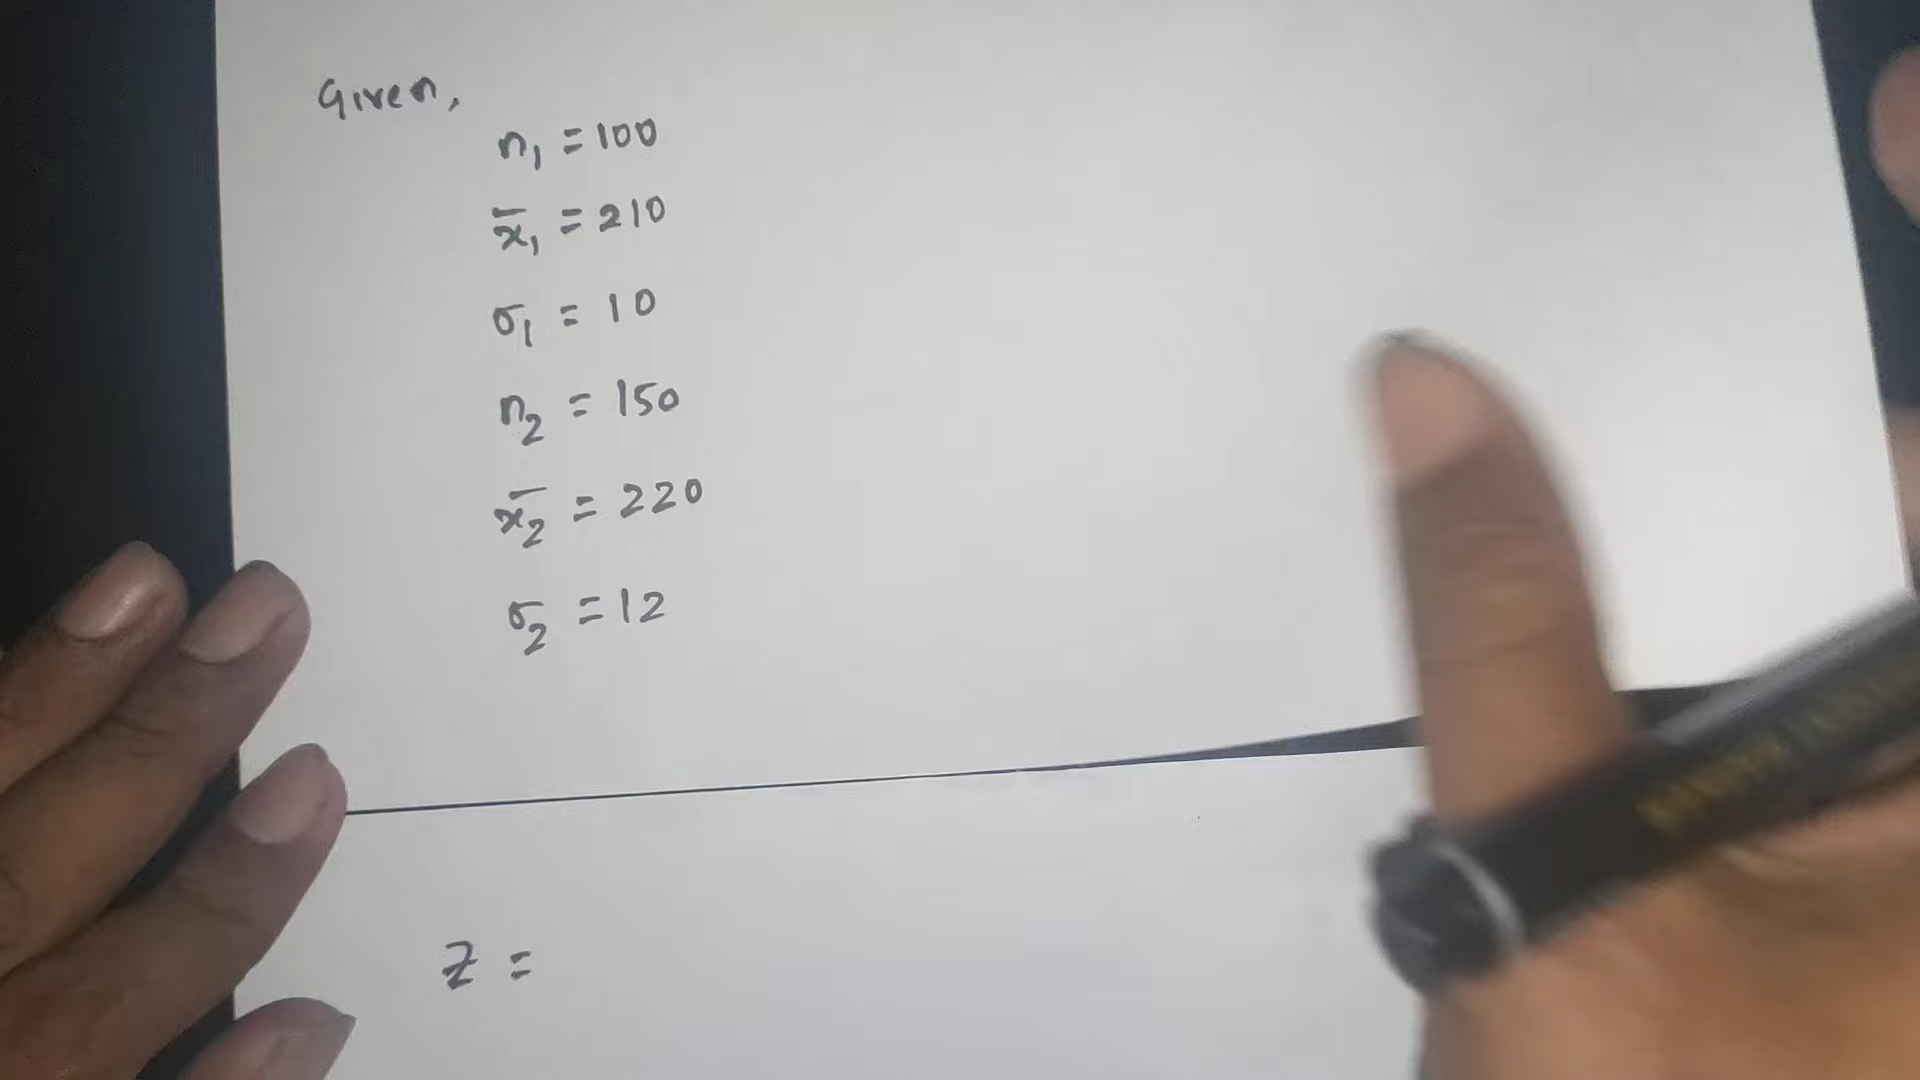 Given,
n₁ = 100
x̄₁ = 210
σ₁ = 10
n₂ = 150
x̄₂ = 220
σ₂ = 12
Z =